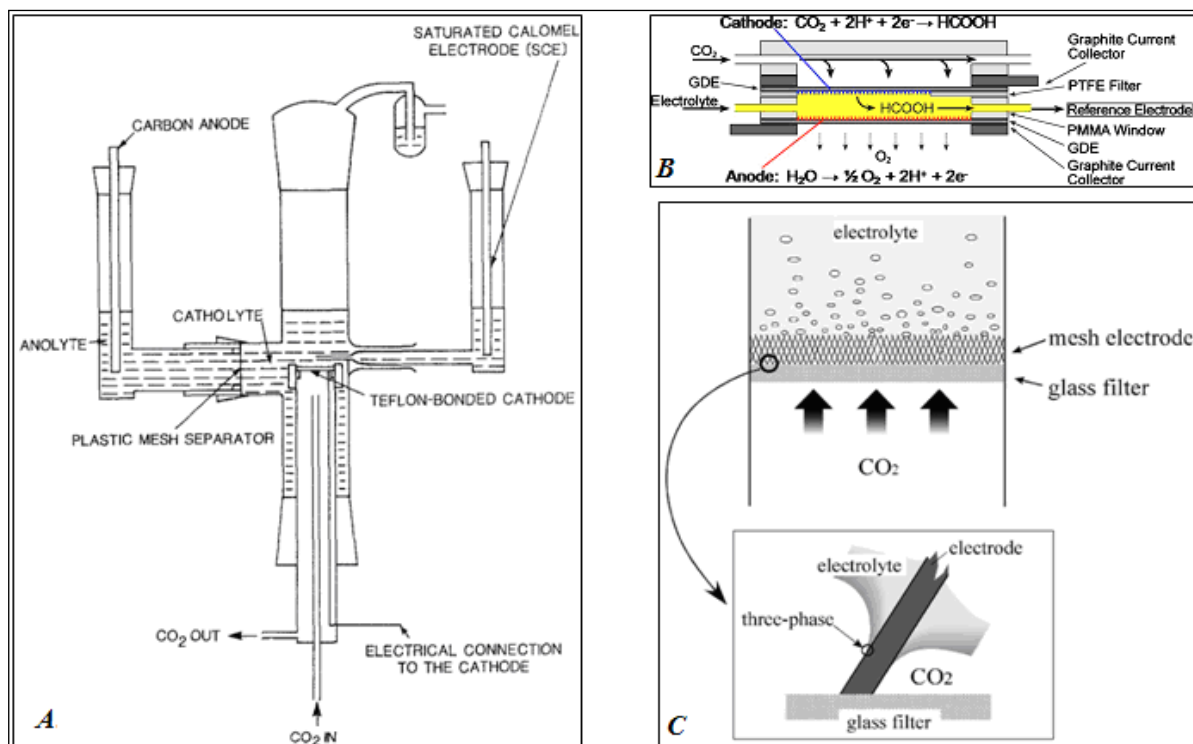 SATURATED CALOMEL
ELECTRODE (SCE)
CARBON ANODE
CATHOLYTE
ANOLYTE
TEFLON-BONDED CATHODE
PLASTIC MESH SEPARATOR
CO2 OUT
ELECTRICAL CONNECTION
TO THE CATHODE
CO2 IN
A.
Cathode: CO2 + 2H+ + 2e-→ HCOOH
CO2
Graphite Current
Collector
GDE
PTFE Filter
Electrolyte
HCOOH
Reference Electrode
PMMA Window
GDE
O2
Graphite Current
Collector
Anode: H2O → ½ O2 + 2H+ + 2e-
B
electrolyte
mesh electrode
glass filter
CO2
electrolyte
electrode
three-phase
CO2
glass filter
C